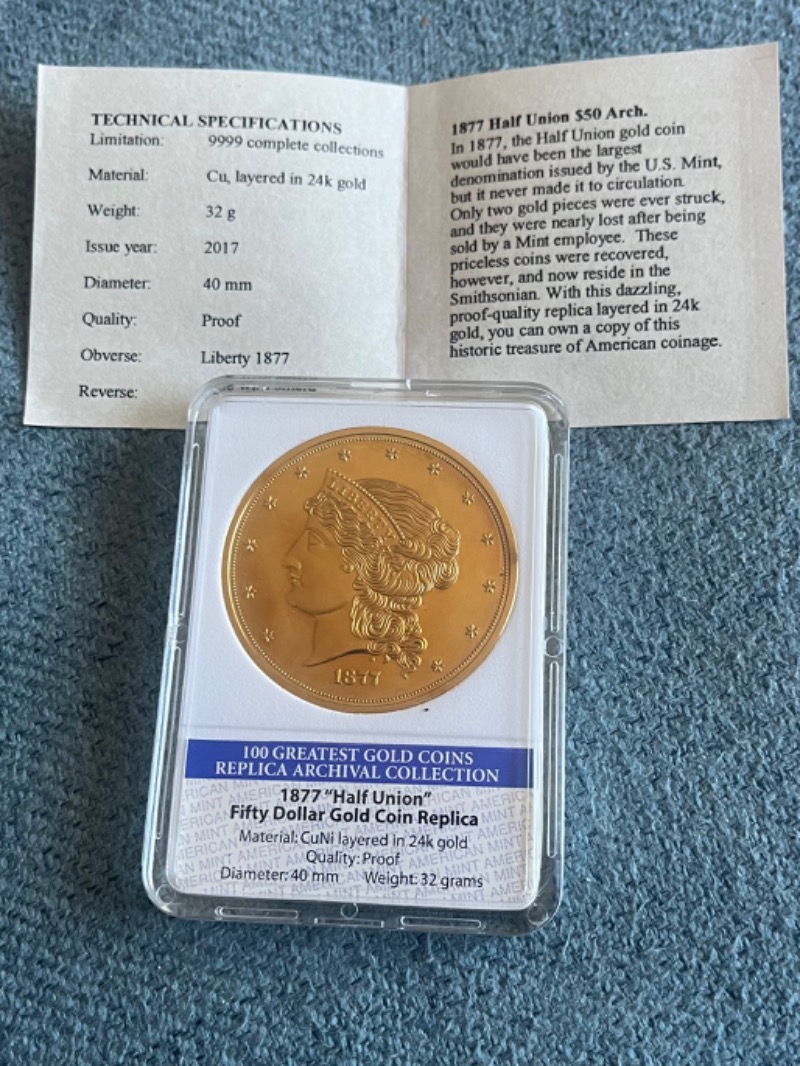 TECHNICAL SPECIFICATIONS
Limitation: 9999 complete collections
Material: Cu, layered in 24k gold
Weight: 32 g
Issue year: 2017
Diameter: 40 mm
Quality: Proof
Obverse: Liberty 1877
Reverse:
1877 Half Union $50 Arch.
In 1877, the Half Union gold coin
would have been the largest
denomination issued by the U.S. Mint,
but it never made it to circulation.
Only two gold pieces were ever struck,
and they were nearly lost after being
sold by a Mint employee. These
priceless coins were recovered,
however, and now reside in the
Smithsonian. With this dazzling,
proof-quality replica layered in 24k
gold, you can own a copy of this
historic treasure of American coinage.
LIBERTY
1877
100 GREATEST GOLD COINS
REPLICA ARCHIVAL COLLECTION
1877 "Half Union"
Fifty Dollar Gold Coin Replica
Material: CuNi layered in 24k gold
Quality: Proof
Diameter: 40 mm Weight: 32 grams
AMERICAN MINT